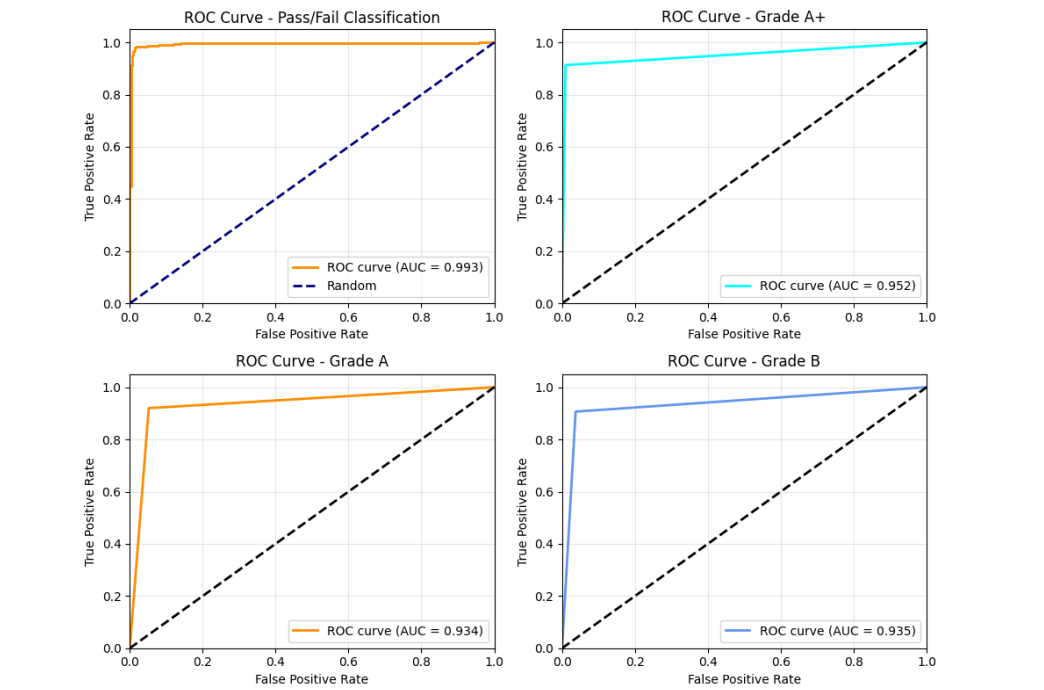 ROC Curve - Pass/Fail Classification
True Positive Rate
1.0
0.8
0.6
0.4
0.2
0.0
ROC curve (AUC = 0.993)
Random
0.0 0.2 0.4 0.6 0.8 1.0
False Positive Rate
ROC Curve - Grade A+
True Positive Rate
1.0
0.8
0.6
0.4
0.2
0.0
ROC curve (AUC = 0.952)
0.0 0.2 0.4 0.6 0.8 1.0
False Positive Rate
ROC Curve - Grade A
True Positive Rate
1.0
0.8
0.6
0.4
0.2
0.0
ROC curve (AUC = 0.934)
0.0 0.2 0.4 0.6 0.8 1.0
False Positive Rate
ROC Curve - Grade B
True Positive Rate
1.0
0.8
0.6
0.4
0.2
0.0
ROC curve (AUC = 0.935)
0.0 0.2 0.4 0.6 0.8 1.0
False Positive Rate